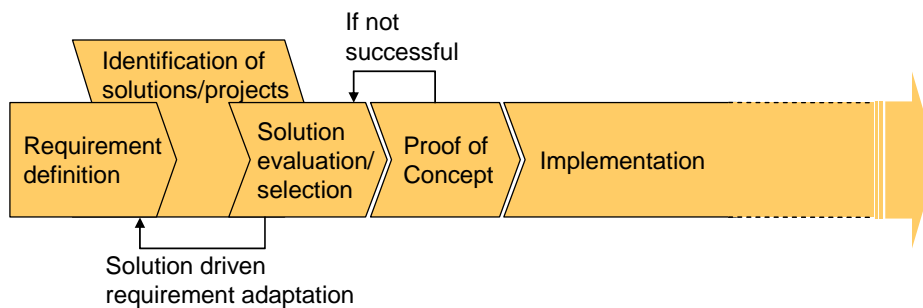 If not
successful
Identification of
solutions/projects
Requirement
definition
Solution
evaluation/
selection
Proof of
Concept
Implementation
Solution driven
requirement adaptation